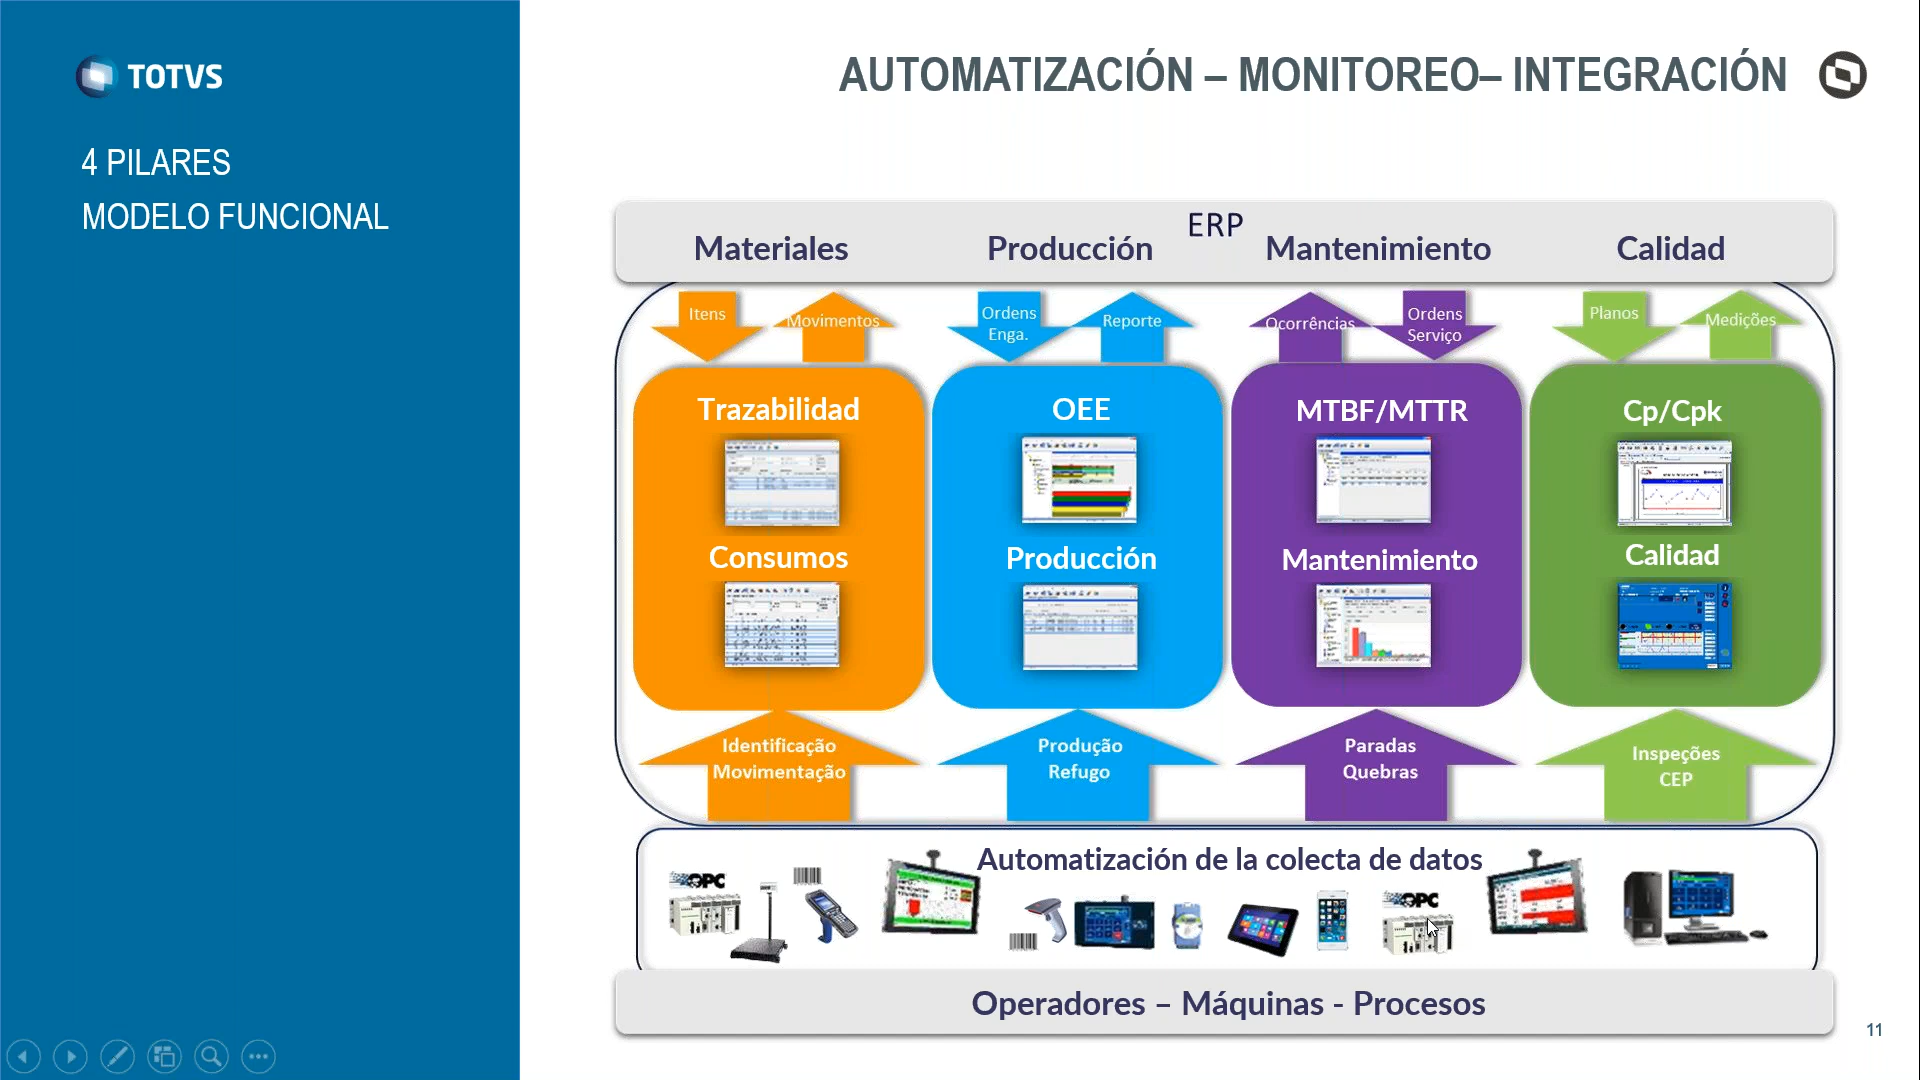 TOTVS
AUTOMATIZACIÓN – MONITOREO– INTEGRACIÓN
4 PILARES
MODELO FUNCIONAL
ERP
Materiales
Producción
Mantenimiento
Calidad
Itens
Movimentos
Ordens
Enga.
Reporte
Ocorrências
Ordens
Serviço
Planos
Medições
Trazabilidad
OEE
MTBF/MTTR
Cp/Cpk
Consumos
Producción
Mantenimiento
Calidad
Identificação
Movimentação
Produção
Refugo
Paradas
Quebras
Inspeções
CEP
Automatización de la colecta de datos
OPC
OPC
Operadores – Máquinas - Procesos
11